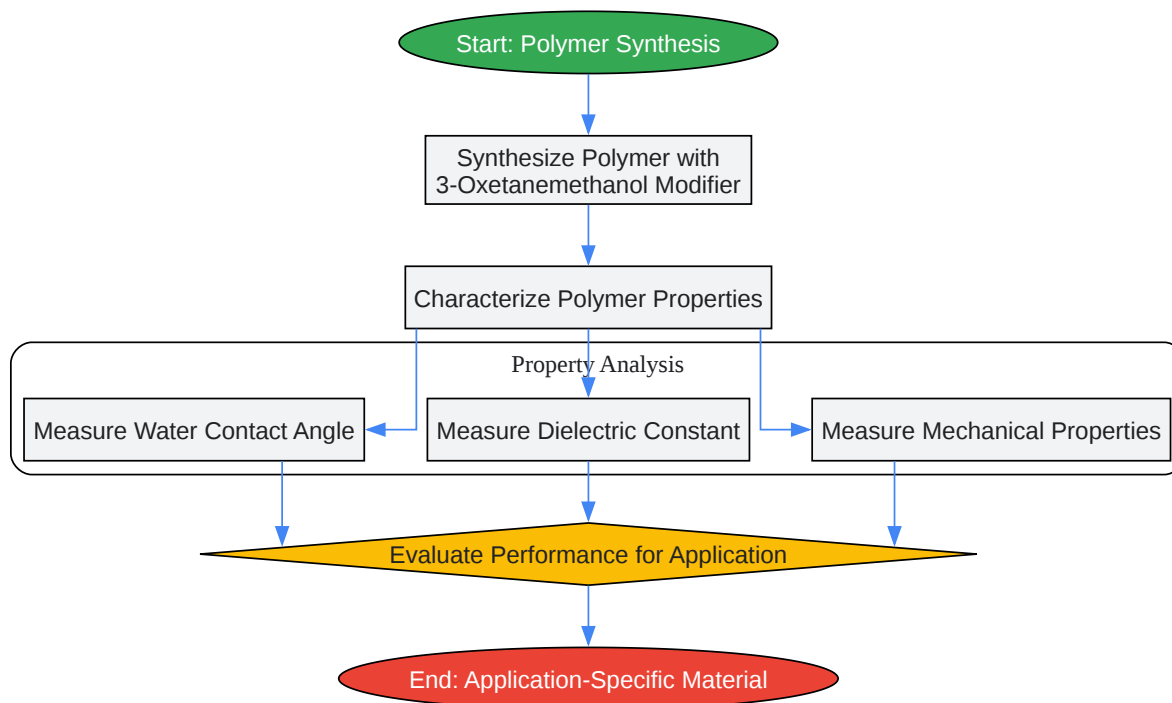 Start: Polymer Synthesis
Synthesize Polymer with
3-Oxetanemethanol Modifier
Characterize Polymer Properties
Property Analysis
Measure Water Contact Angle
Measure Dielectric Constant
Measure Mechanical Properties
Evaluate Performance for Application
End: Application-Specific Material